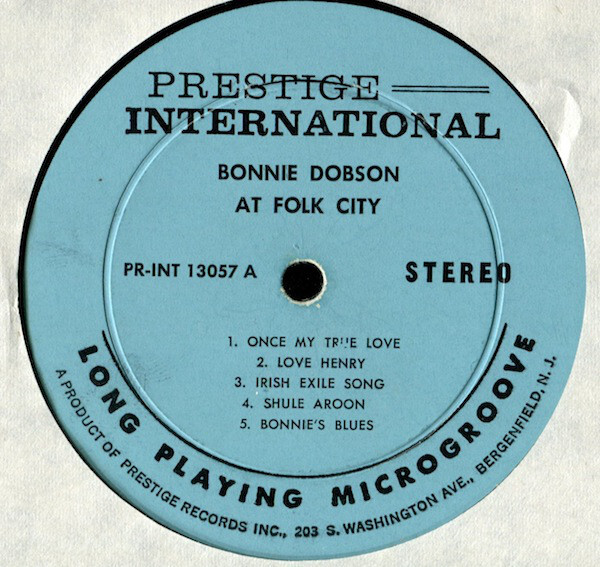 PRESTIGE
INTERNATIONAL
BONNIE DOBSON
AT FOLK CITY
PR-INT 13057 A
STEREO
1. ONCE MY TRUE LOVE
2. LOVE HENRY
3. IRISH EXILE SONG
4. SHULE AROON
5. BONNIE'S BLUES
LONG PLAYING MICROGROOVE
A PRODUCT OF PRESTIGE RECORDS INC., 203 S. WASHINGTON AVE., BERGENFIELD, N. J.